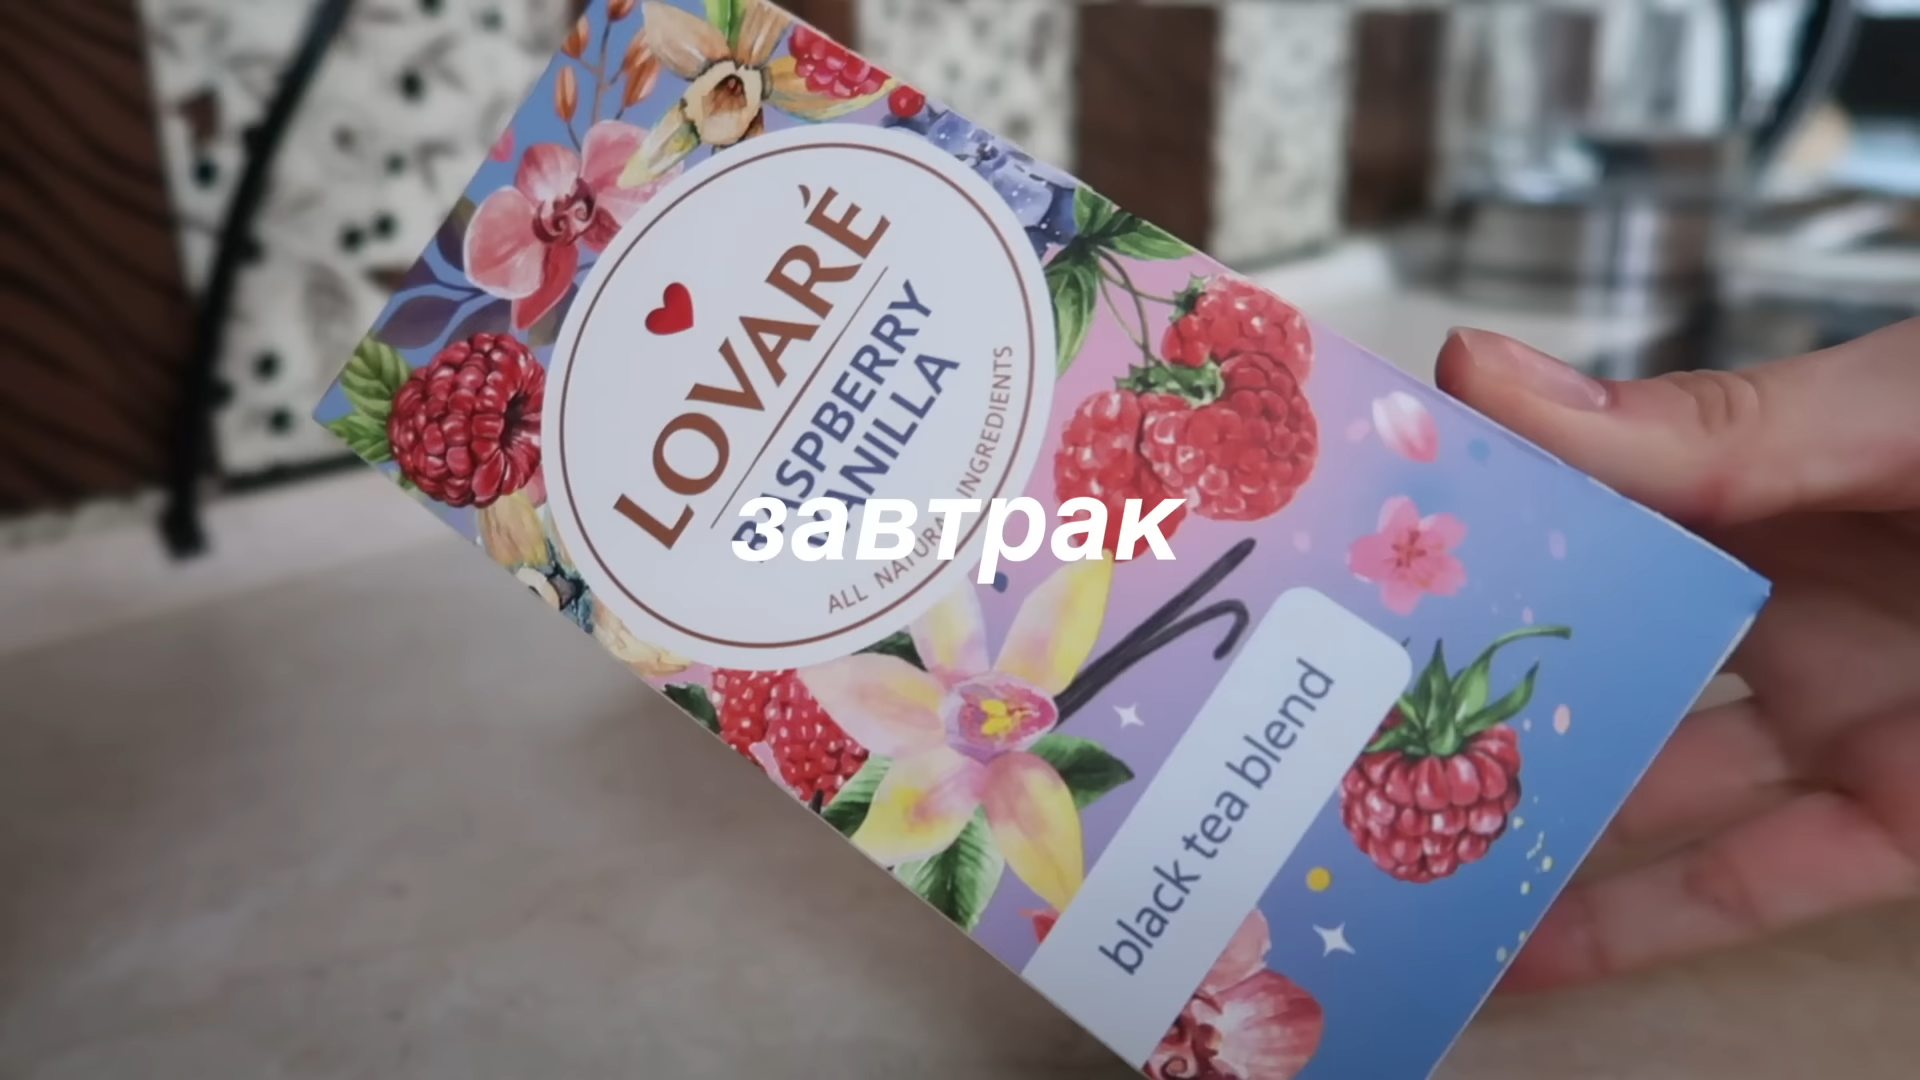 LOVARÉ
RASPBERRY
VANILLA
ALL NATURAL INGREDIENTS
завтрак
black tea blend